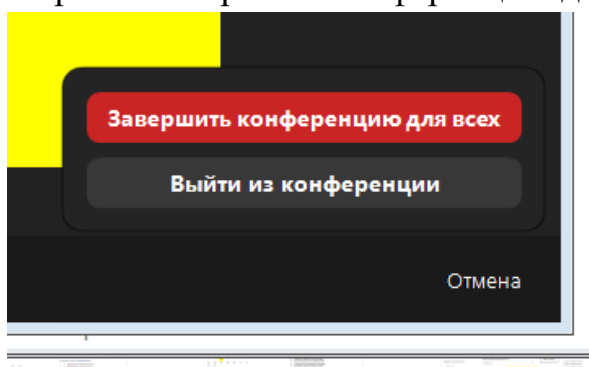 Завершить конференцию для всех
Выйти из конференции
Отмена